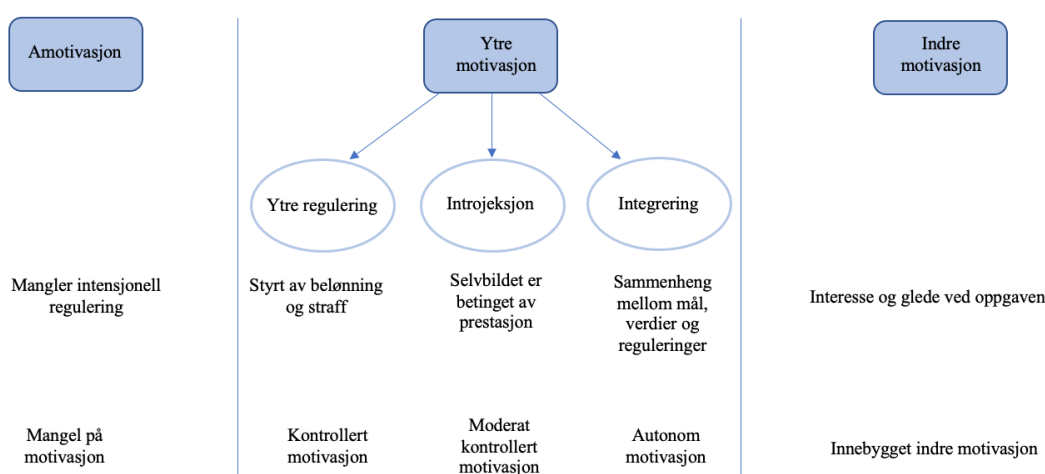 Amotivasjon
Ytre
motivasjon
Indre
motivasjon
Ytre regulering
Introjeksjon
Integrering
Mangler intensjonell
regulering
Styrt av belønning
og straff
Selvbildet er
betinget av
prestasjon
Sammenheng
mellom mål,
verdier og
reguleringer
Interesse og glede ved oppgaven
Mangel på
motivasjon
Kontrollert
motivasjon
Moderat
kontrollert
motivasjon
Autonom
motivasjon
Innebygget indre motivasjon